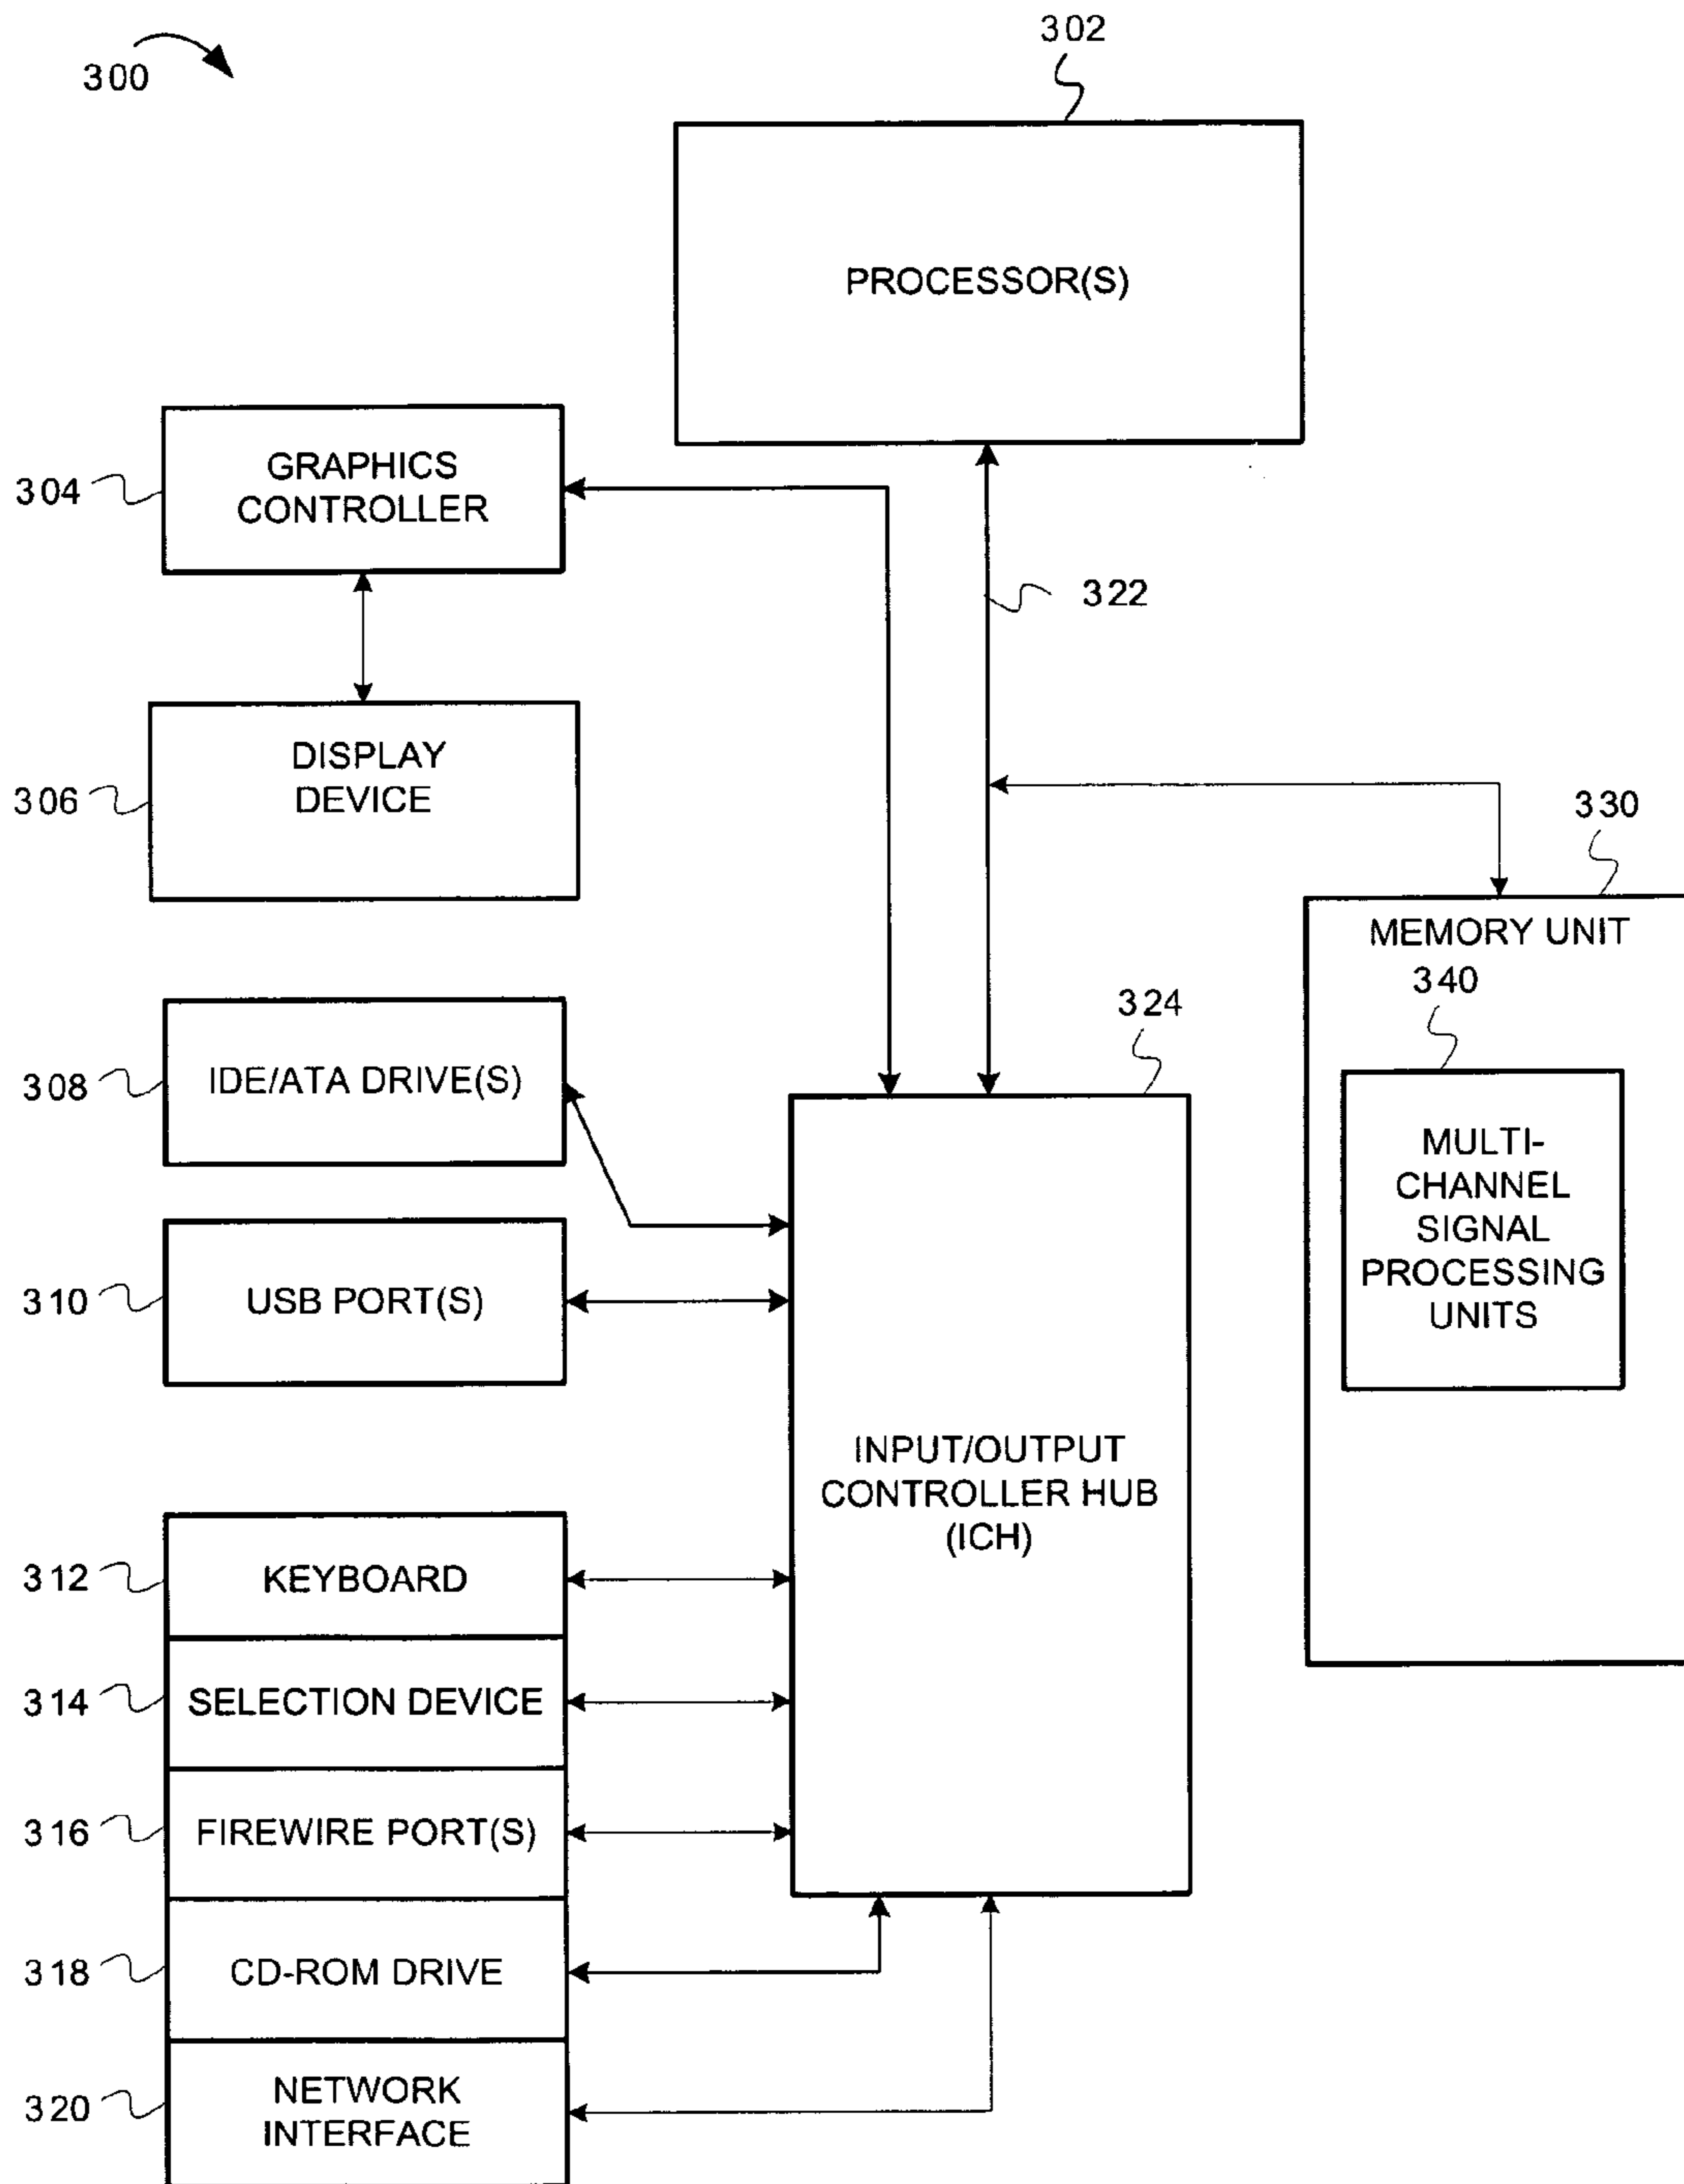 300
302
PROCESSOR(S)
304
GRAPHICS
CONTROLLER
322
306
DISPLAY
DEVICE
330
MEMORY UNIT
340
MULTI-
CHANNEL
SIGNAL
PROCESSING
UNITS
324
INPUT/OUTPUT
CONTROLLER HUB
(ICH)
308
IDE/ATA DRIVE(S)
310
USB PORT(S)
312
KEYBOARD
314
SELECTION DEVICE
316
FIREWIRE PORT(S)
318
CD-ROM DRIVE
320
NETWORK
INTERFACE